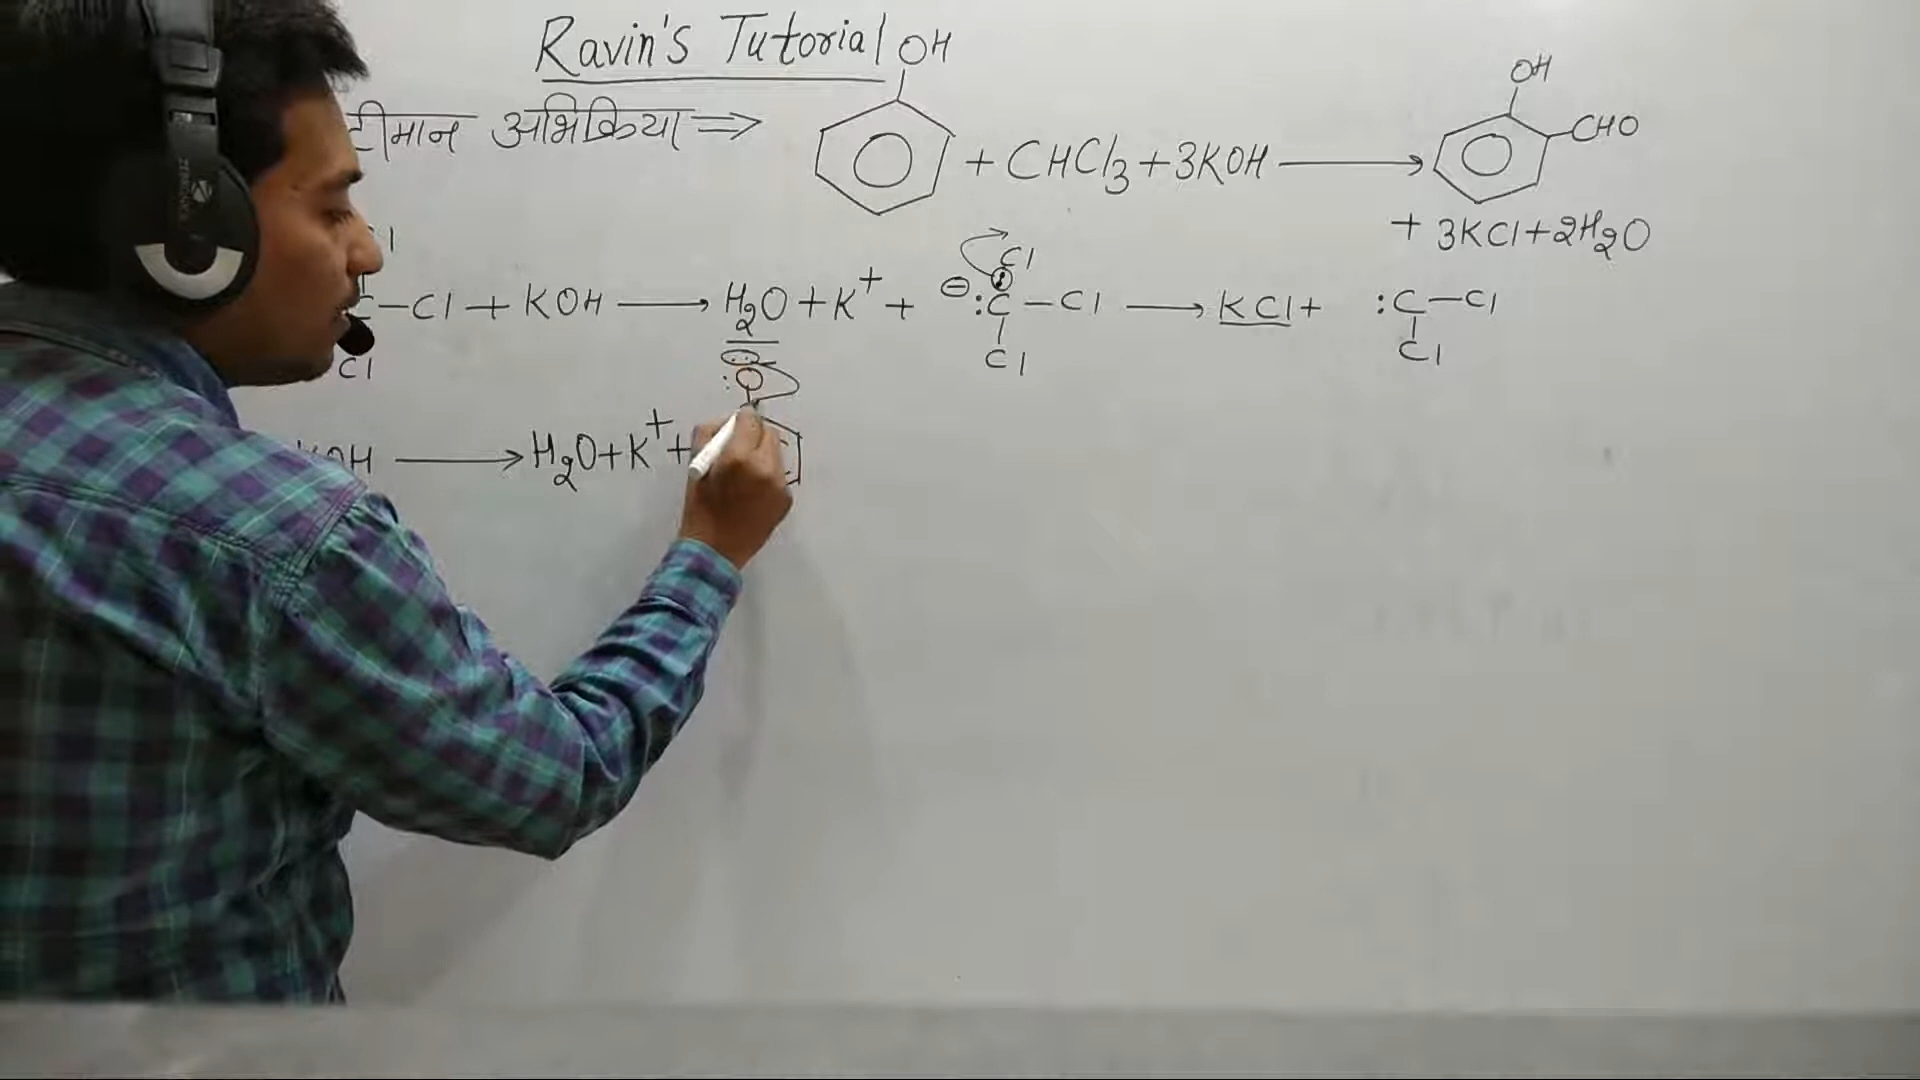 Ravin's Tutorial
टीमान अभिक्रिया ⇒
OH
+ CHCl3 + 3KOH ⟶
OH
CHO
+ 3KCl + 2H2O
Cl
C-Cl + KOH ⟶ H2O + K+ + ⊖:C-Cl ⟶ KCl + :C-Cl
Cl
Cl
Cl
Cl
:O
KOH ⟶ H2O + K+ +